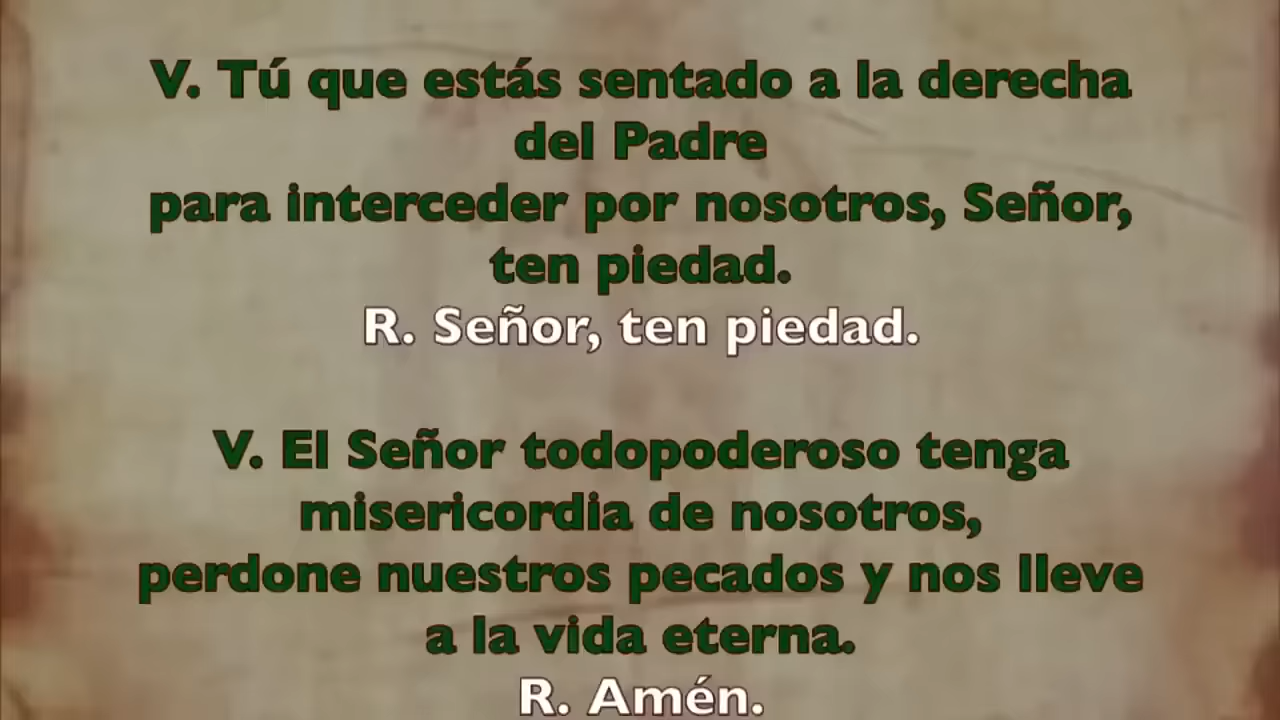 V. Tú que estás sentado a la derecha
del Padre
para interceder por nosotros, Señor,
ten piedad.
R. Señor, ten piedad.
V. El Señor todopoderoso tenga
misericordia de nosotros,
perdone nuestros pecados y nos lleve
a la vida eterna.
R. Amén.